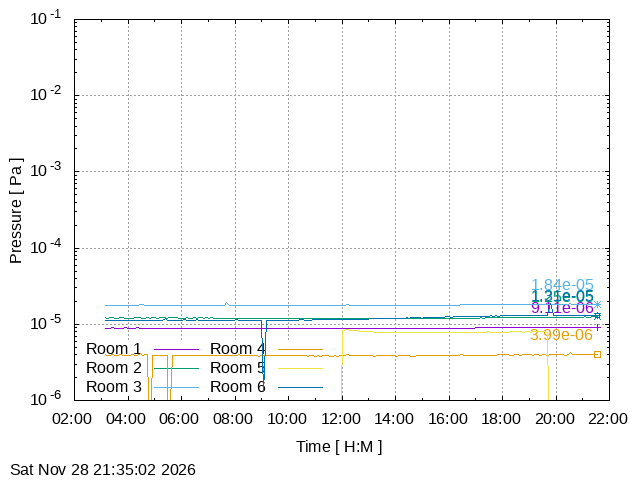 10^-1
10^-2
10^-3
10^-4
10^-5
10^-6
Pressure [ Pa ]
1.84e-05
9.11e-06
3.99e-06
Room 1 Room 4
Room 2 Room 5
Room 3 Room 6
02:00 04:00 06:00 08:00 10:00 12:00 14:00 16:00 18:00 20:00 22:00
Time [ H:M ]
Sat Nov 28 21:35:02 2026